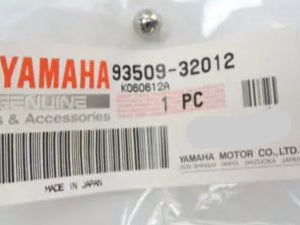 YAMAHA 93509-32012
K060612A
GENUINE
& Accessories
1 PC
YAMAHA MOTOR CO., LTD.
MADE IN JAPAN